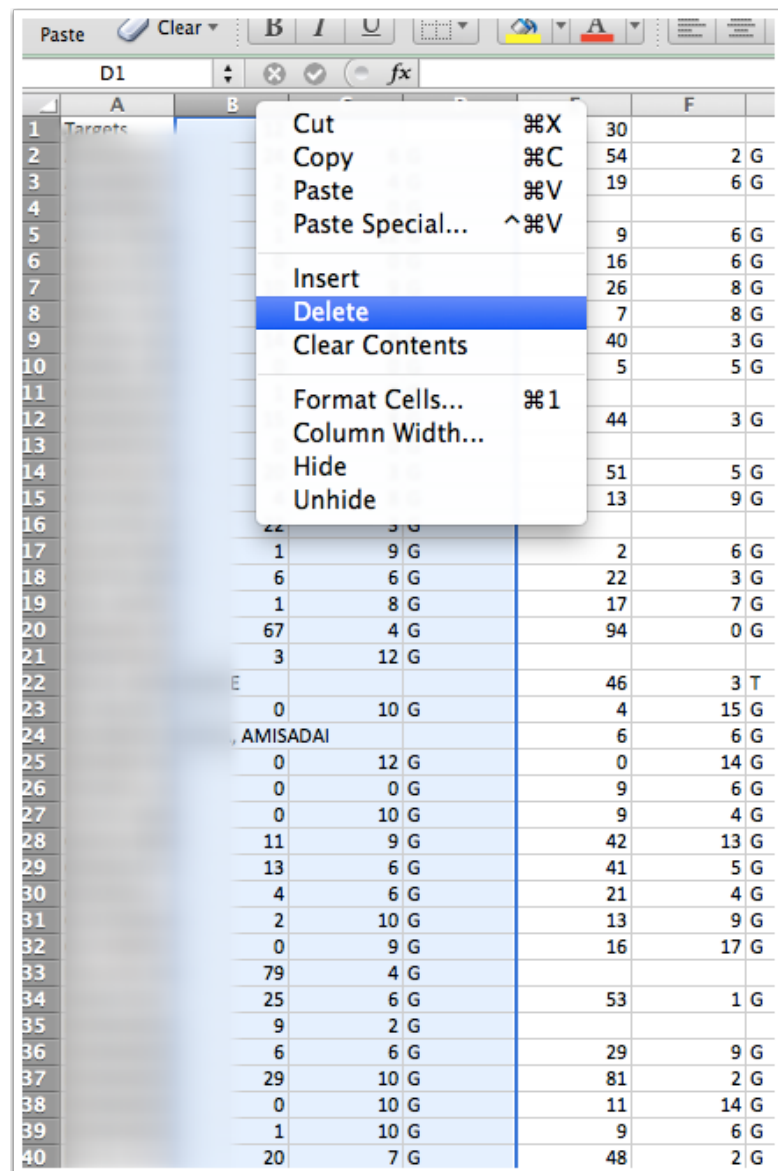 Paste Clear B I U A
D1 fx
A B F
1 Targets 30
2 54 2 G
3 19 6 G
4
5 9 6 G
6 16 6 G
7 26 8 G
8 7 8 G
9 40 3 G
10 5 5 G
11
12 44 3 G
13
14 51 5 G
15 13 9 G
16 22 G
17 1 9 G 2 6 G
18 6 6 G 22 3 G
19 1 8 G 17 7 G
20 67 4 G 94 0 G
21 3 12 G
22 E 46 3 T
23 0 10 G 4 15 G
24 , AMISADAI 6 6 G
25 0 12 G 0 14 G
26 0 0 G 9 6 G
27 0 10 G 9 4 G
28 11 9 G 42 13 G
29 13 6 G 41 5 G
30 4 6 G 21 4 G
31 2 10 G 13 9 G
32 0 9 G 16 17 G
33 79 4 G
34 25 6 G 53 1 G
35 9 2 G
36 6 6 G 29 9 G
37 29 10 G 81 2 G
38 0 10 G 11 14 G
39 1 10 G 9 6 G
40 20 7 G 48 2 G
Cut ⌘X
Copy ⌘C
Paste ⌘V
Paste Special... ^⌘V
Insert
Delete
Clear Contents
Format Cells... ⌘1
Column Width...
Hide
Unhide